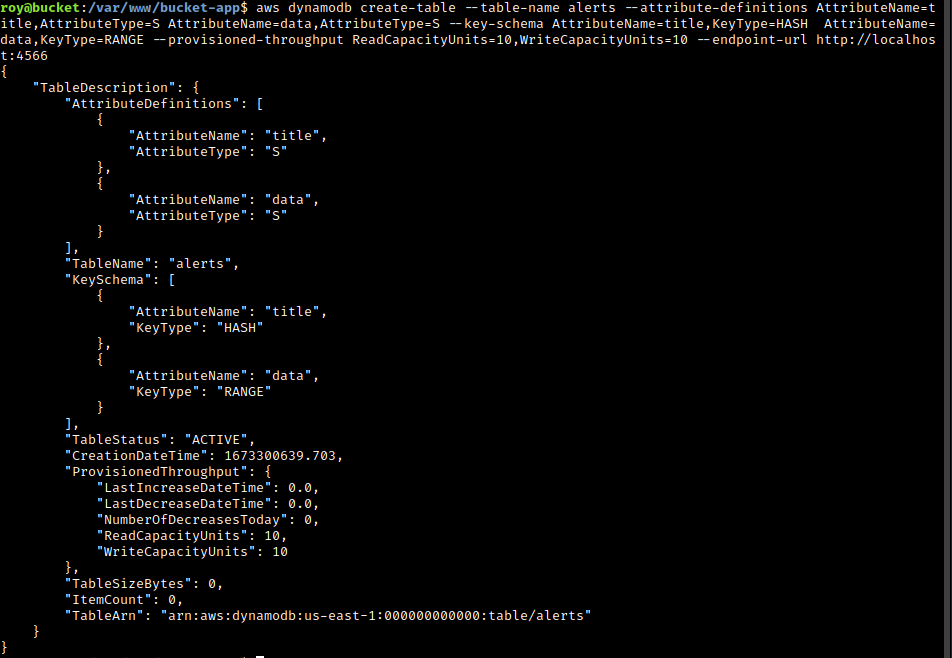 roy@bucket:/var/www/bucket-app$ aws dynamodb create-table --table-name alerts --attribute-definitions AttributeName=t
itle,AttributeType=S AttributeName=data,AttributeType=S --key-schema AttributeName=title,KeyType=HASH  AttributeName=
data,KeyType=RANGE --provisioned-throughput ReadCapacityUnits=10,WriteCapacityUnits=10 --endpoint-url http://localhos
t:4566
{
    "TableDescription": {
        "AttributeDefinitions": [
            {
                "AttributeName": "title",
                "AttributeType": "S"
            },
            {
                "AttributeName": "data",
                "AttributeType": "S"
            }
        ],
        "TableName": "alerts",
        "KeySchema": [
            {
                "AttributeName": "title",
                "KeyType": "HASH"
            },
            {
                "AttributeName": "data",
                "KeyType": "RANGE"
            }
        ],
        "TableStatus": "ACTIVE",
        "CreationDateTime": 1673300639.703,
        "ProvisionedThroughput": {
            "LastIncreaseDateTime": 0.0,
            "LastDecreaseDateTime": 0.0,
            "NumberOfDecreasesToday": 0,
            "ReadCapacityUnits": 10,
            "WriteCapacityUnits": 10
        },
        "TableSizeBytes": 0,
        "ItemCount": 0,
        "TableArn": "arn:aws:dynamodb:us-east-1:000000000000:table/alerts"
    }
}